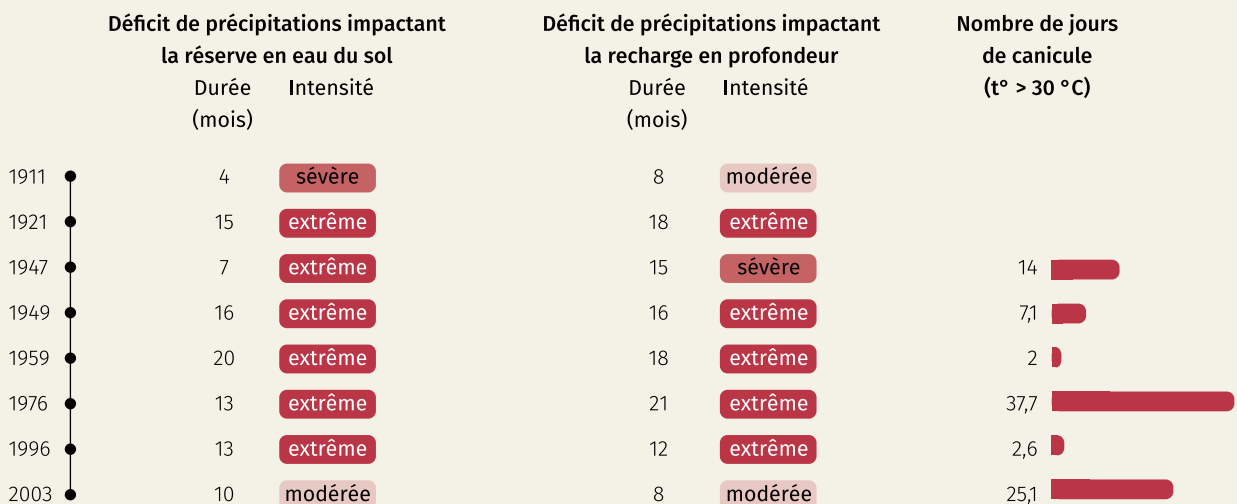 Déficit de précipitations impactant
la réserve en eau du sol
Durée Intensité
(mois)
Déficit de précipitations impactant
la recharge en profondeur
Durée Intensité
(mois)
Nombre de jours
de canicule
(t° > 30 °C)
1911 4 sévère 8 modérée
1921 15 extrême 18 extrême
1947 7 extrême 15 sévère 14
1949 16 extrême 16 extrême 7,1
1959 20 extrême 18 extrême 2
1976 13 extrême 21 extrême 37,7
1996 13 extrême 12 extrême 2,6
2003 10 modérée 8 modérée 25,1